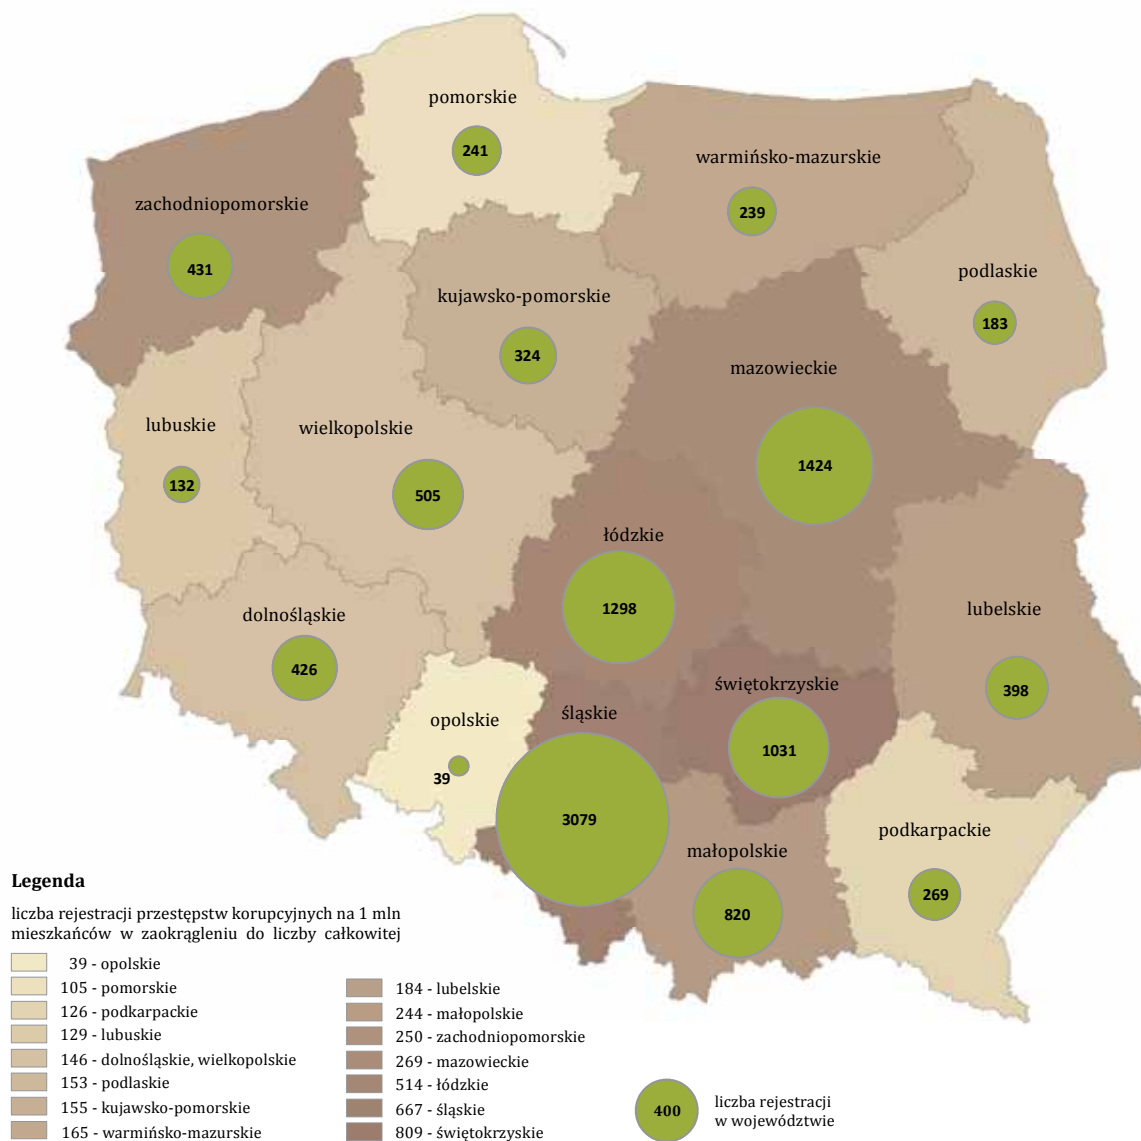 pomorskie
241
warmińsko-mazurskie
239
zachodniopomorskie
431
podlaskie
183
kujawsko-pomorskie
324
mazowieckie
1424
lubuskie
132
wielkopolskie
505
łódzkie
1298
lubelskie
398
dolnośląskie
426
świętokrzyskie
1031
śląskie
3079
opolskie
39
podkarpackie
269
małopolskie
820
Legenda
liczba rejestracji przestępstw korupcyjnych na 1 mln
mieszkańców w zaokrągleniu do liczby całkowitej
39 - opolskie
105 - pomorskie
126 - podkarpackie
129 - lubuskie
146 - dolnośląskie, wielkopolskie
153 - podlaskie
155 - kujawsko-pomorskie
165 - warmińsko-mazurskie
184 - lubelskie
244 - małopolskie
250 - zachodniopomorskie
269 - mazowieckie
514 - łódzkie
667 - śląskie
809 - świętokrzyskie
400
liczba rejestracji
w województwie